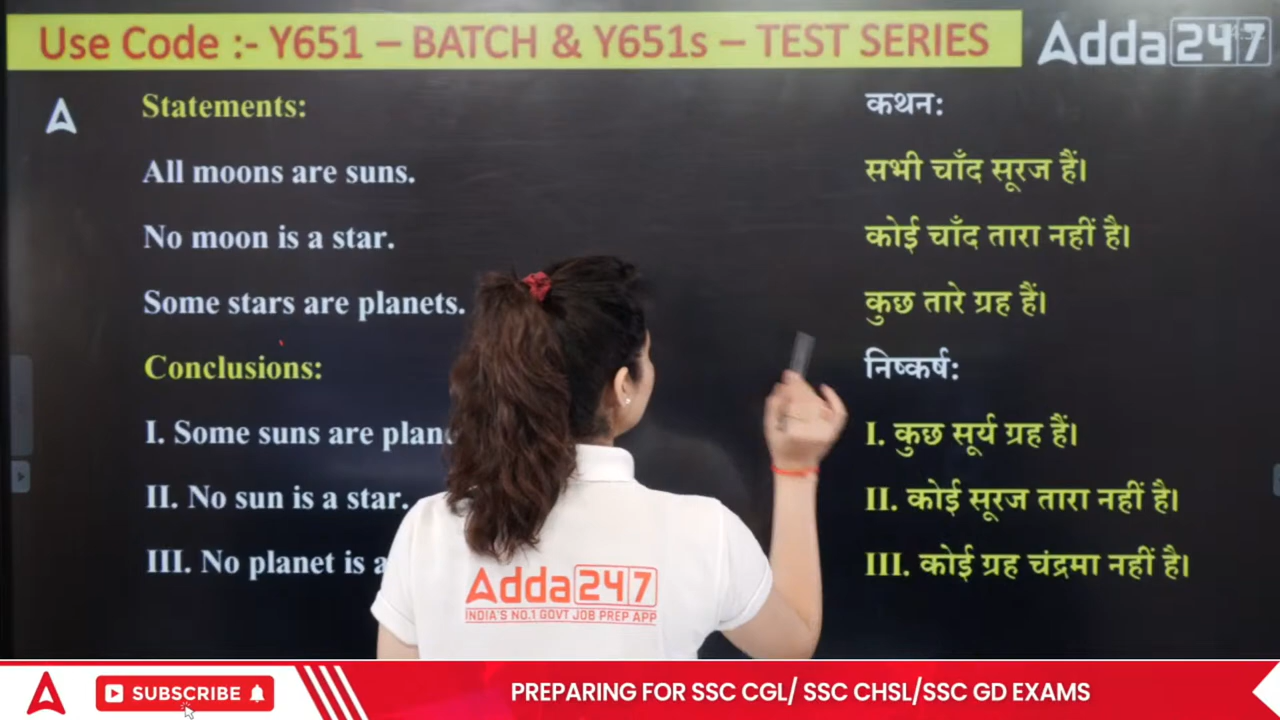 Use Code :- Y651 – BATCH & Y651s – TEST SERIES
Adda247
Statements:
All moons are suns.
No moon is a star.
Some stars are planets.
Conclusions:
I. Some suns are plan
II. No sun is a star.
III. No planet is a
कथन:
सभी चाँद सूरज हैं।
कोई चाँद तारा नहीं है।
कुछ तारे ग्रह हैं।
निष्कर्ष:
I. कुछ सूर्य ग्रह हैं।
II. कोई सूरज तारा नहीं है।
III. कोई ग्रह चंद्रमा नहीं है।
Adda247
INDIA'S NO.1 GOVT JOB PREP APP
SUBSCRIBE
PREPARING FOR SSC CGL/ SSC CHSL/SSC GD EXAMS